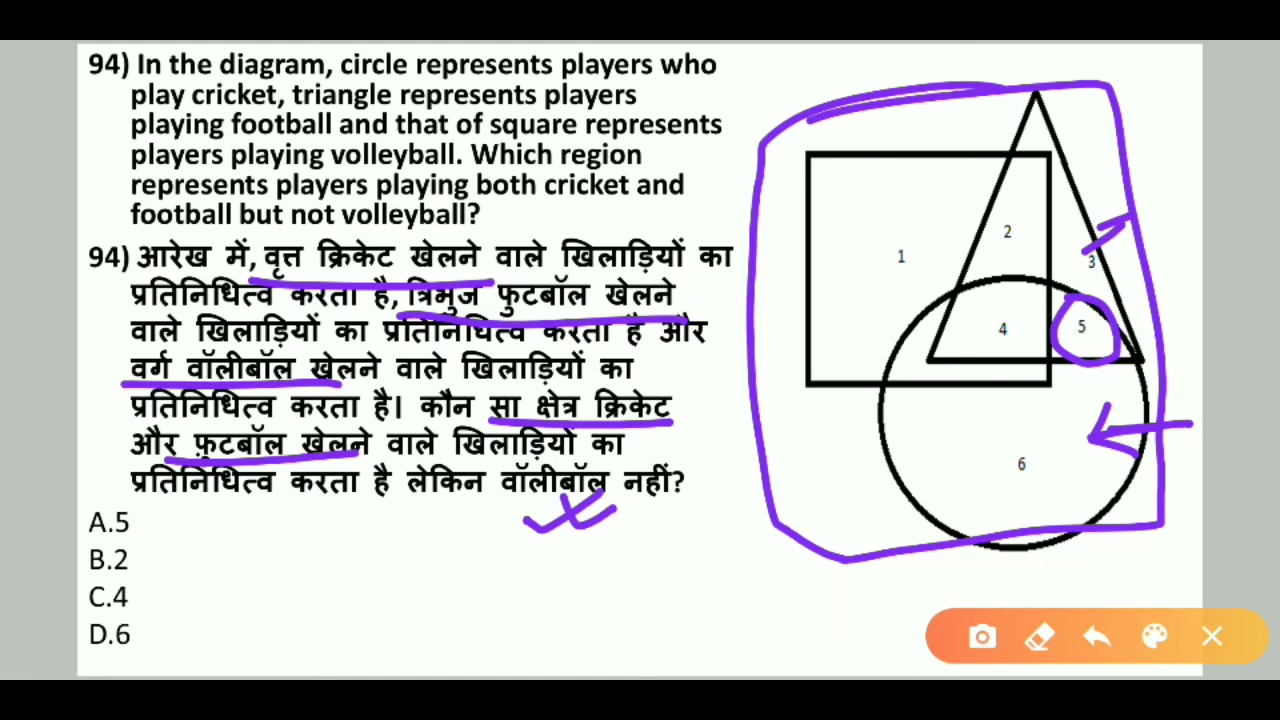 94) In the diagram, circle represents players who
play cricket, triangle represents players
playing football and that of square represents
players playing volleyball. Which region
represents players playing both cricket and
football but not volleyball?
94) आरेख में, वृत्त क्रिकेट खेलने वाले खिलाड़ियों का
प्रतिनिधित्व करता है, त्रिभुज फुटबॉल खेलने
वाले खिलाड़ियों का प्रतिनिधित्व करता है और
वर्ग वॉलीबॉल खेलने वाले खिलाड़ियों का
प्रतिनिधित्व करता है। कौन सा क्षेत्र क्रिकेट
और फ़ुटबॉल खेलने वाले खिलाड़ियों का
प्रतिनिधित्व करता है लेकिन वॉलीबॉल नहीं?
A.5
B.2
C.4
D.6
1
2
3
4
5
6